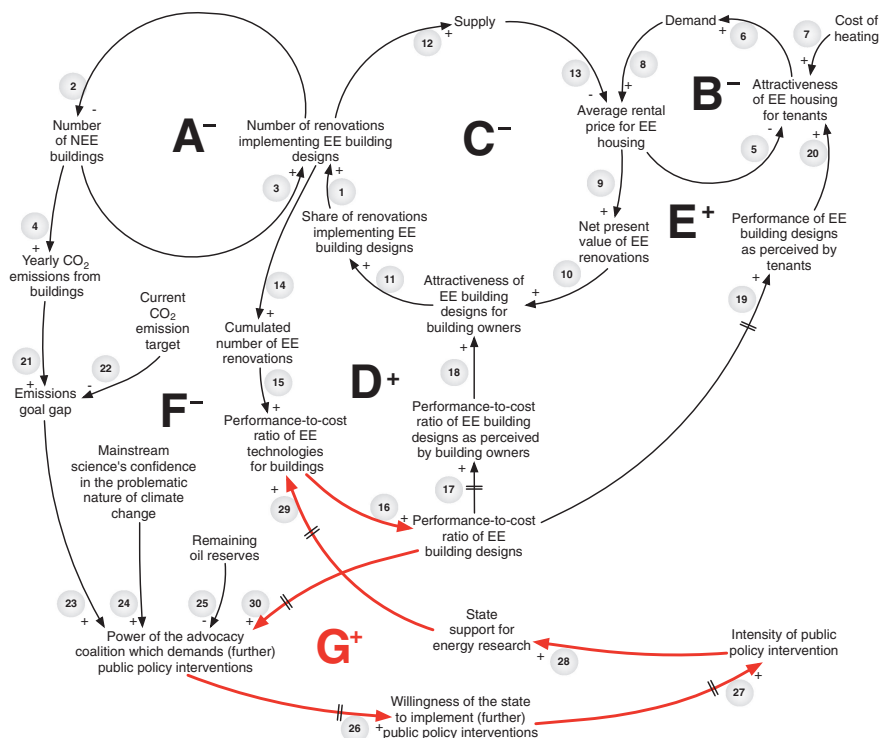 12
+
Supply
Demand
+
6
7
Cost of
heating
2
-
13
-
8
+
B-
+
Attractiveness
of EE housing
for tenants
Number
of NEE
buildings
A-
Number of renovations
implementing EE building
designs
C-
Average rental
price for EE
housing
-
5
+
20
3
+
+
1
9
+
4
+
Share of renovations
implementing EE
building designs
Net present
value of EE
renovations
E+
Performance of EE
building designs
as perceived by
tenants
Yearly CO2
emissions from
buildings
11
+
10
+
Attractiveness of
EE building
designs for
building owners
14
+
19
+
Current
CO2
emission
target
Cumulated
number of EE
renovations
+
18
21
+
22
-
15
+
D+
Emissions
goal gap
F-
Performance-to-cost
ratio of EE
technologies
for buildings
Performance-to-cost
ratio of EE building
designs as perceived
by building owners
Mainstream
science's confidence
in the problematic
nature of climate
change
+
29
+
17
16
+
Performance-to-cost
ratio of EE
building designs
Remaining
oil reserves
23
+
24
+
25
-
30
+
Power of the advocacy
coalition which demands (further)
public policy interventions
G+
State
support for
energy research
+
28
Intensity of public
policy intervention
+
27
26
+
Willingness of the state
to implement (further)
public policy interventions